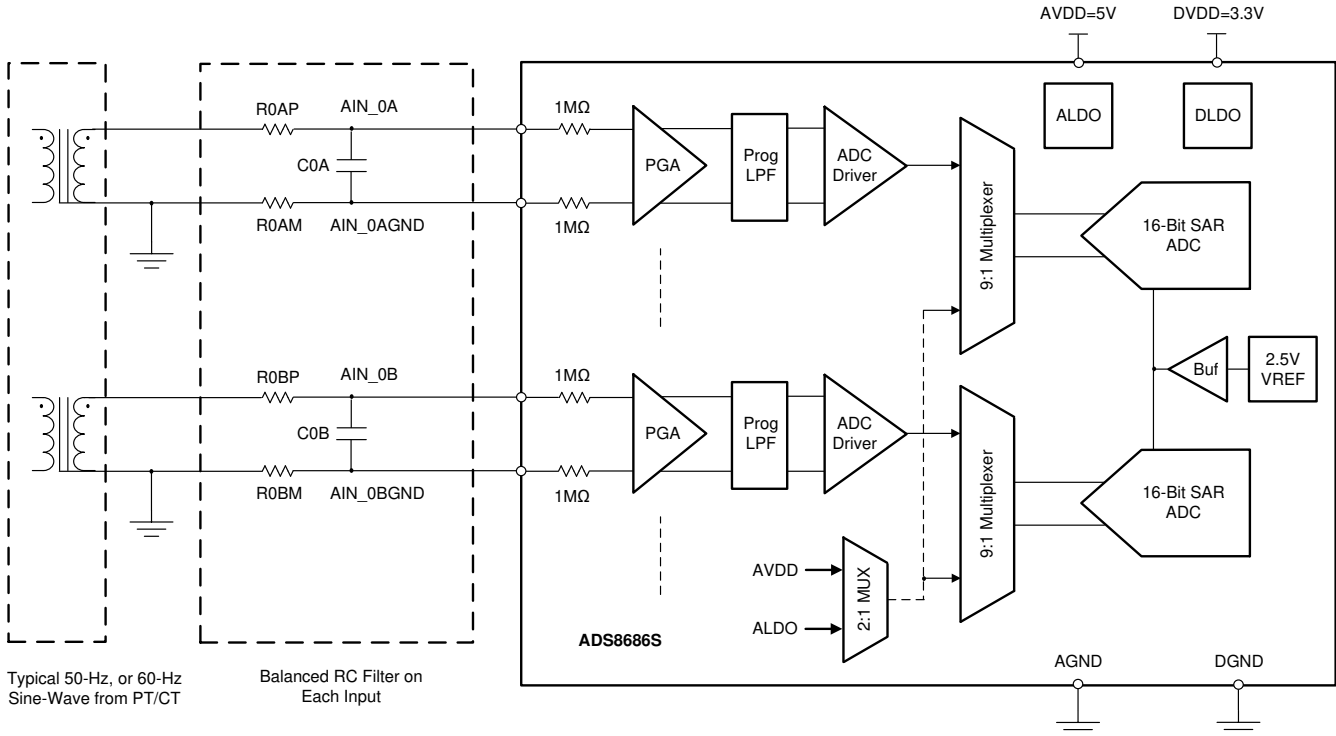 AVDD=5V
DVDD=3.3V
R0AP
AIN_0A
C0A
R0AM
AIN_0AGND
1MΩ
1MΩ
PGA
Prog
LPF
ADC
Driver
9:1 Multiplexer
ALDO
DLDO
16-Bit SAR
ADC
Buf
2.5V
VREF
R0BP
AIN_0B
C0B
R0BM
AIN_0BGND
1MΩ
1MΩ
PGA
Prog
LPF
ADC
Driver
9:1 Multiplexer
16-Bit SAR
ADC
AVDD
ALDO
2:1 MUX
ADS8686S
AGND
DGND
Typical 50-Hz, or 60-Hz
Sine-Wave from PT/CT
Balanced RC Filter on
Each Input